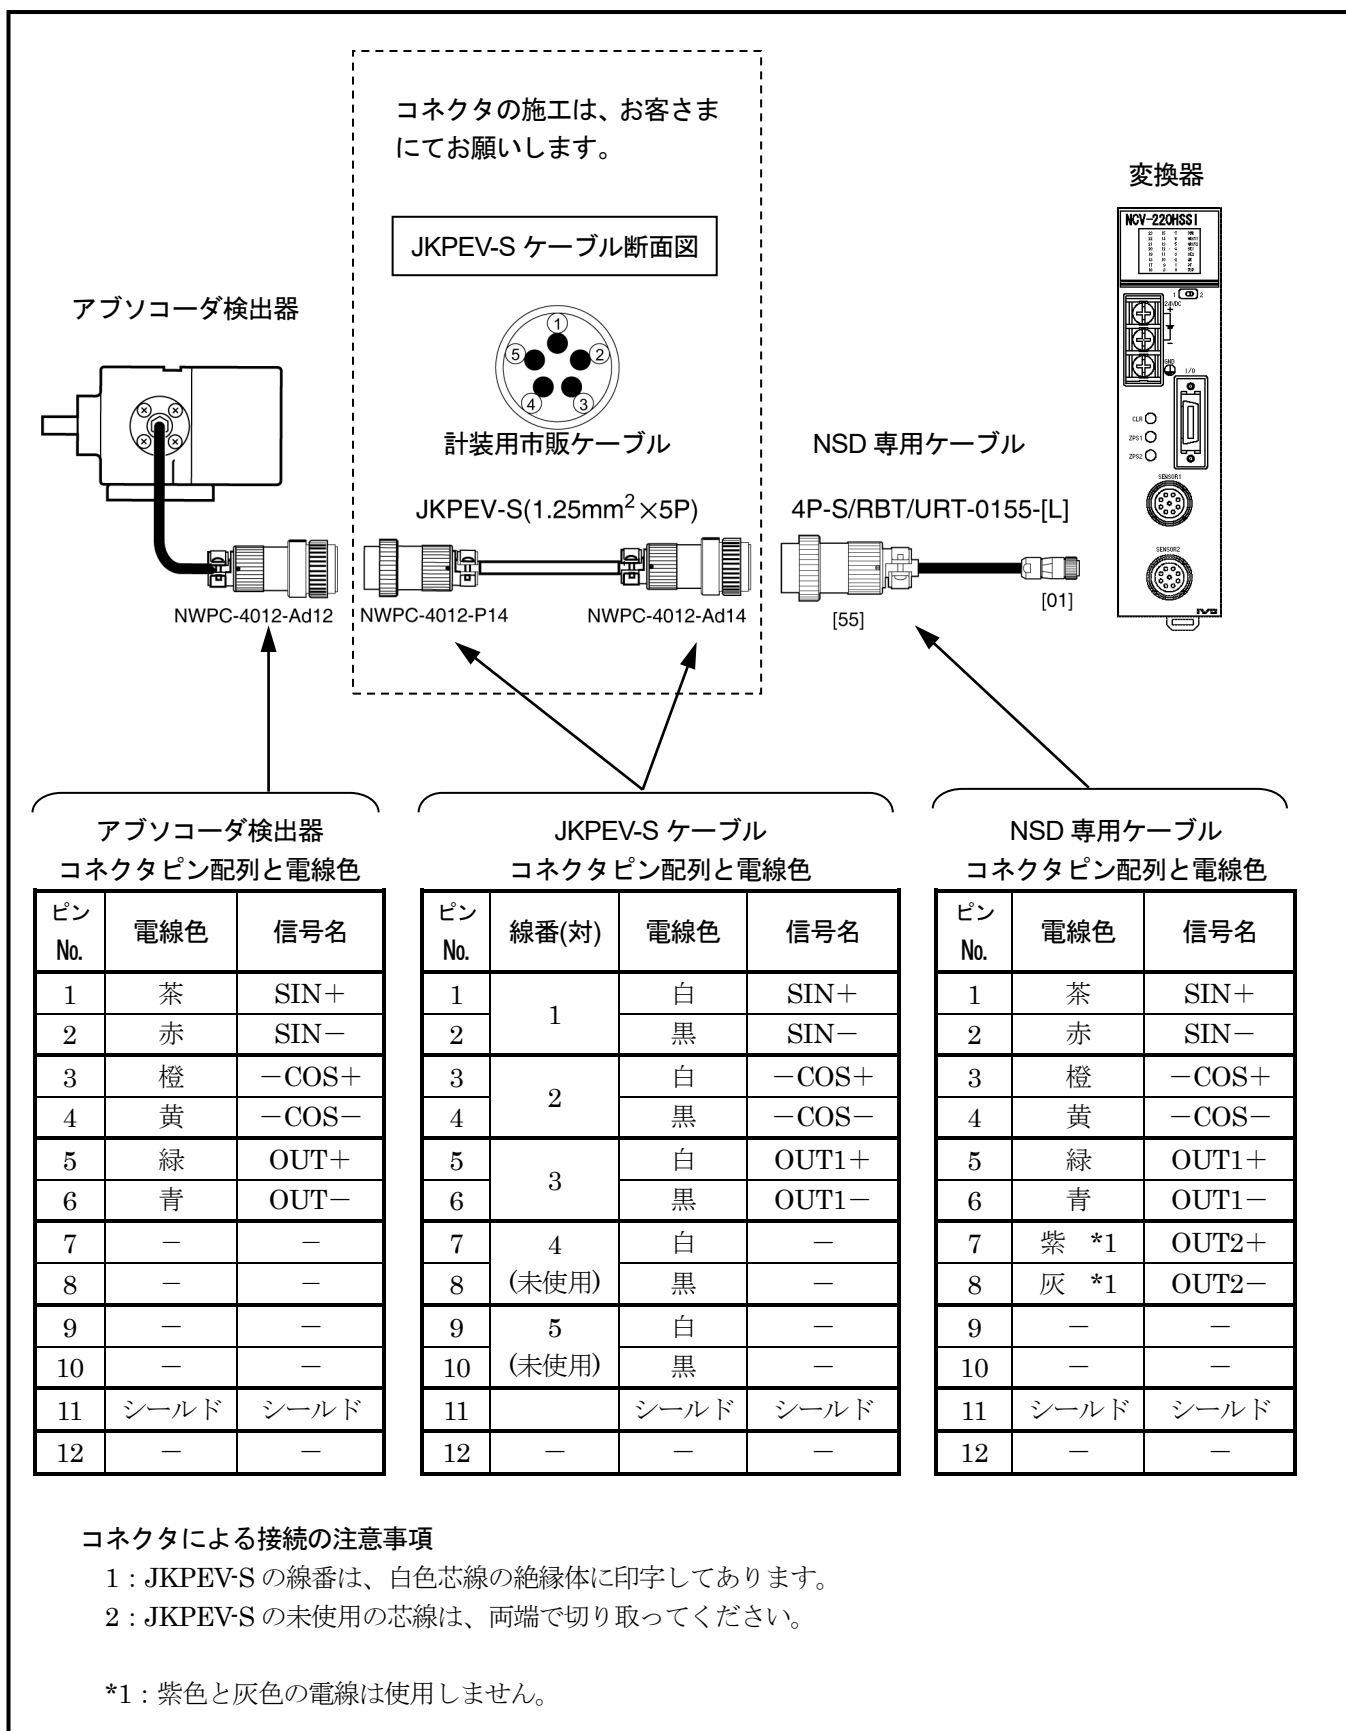 コネクタの施工は、お客さま
にてお願いします。
変換器
NCV-220HSSI
JKPEV-S ケーブル断面図
アブソコーダ検出器
1
2
3
4
5
1 2
24VDC
+
−
GND
I/O
CLR
ZPS1
ZPS2
SENSOR1
SENSOR2
計装用市販ケーブル
NSD 専用ケーブル
JKPEV-S(1.25mm2×5P)
4P-S/RBT/URT-0155-[L]
NWPC-4012-Ad12
NWPC-4012-P14
NWPC-4012-Ad14
[55]
[01]
アブソコーダ検出器
コネクタピン配列と電線色
ピン No. 電線色 信号名
1 茶 SIN+
2 赤 SIN−
3 橙 −COS+
4 黄 −COS−
5 緑 OUT+
6 青 OUT−
7 − −
8 − −
9 − −
10 − −
11 シールド シールド
12 − −
JKPEV-S ケーブル
コネクタピン配列と電線色
ピン No. 線番(対) 電線色 信号名
1 1 白 SIN+
2 黒 SIN−
3 2 白 −COS+
4 黒 −COS−
5 3 白 OUT1+
6 黒 OUT1−
7 4 白 −
8 (未使用) 黒 −
9 5 白 −
10 (未使用) 黒 −
11 シールド シールド
12 − − −
NSD 専用ケーブル
コネクタピン配列と電線色
ピン No. 電線色 信号名
1 茶 SIN+
2 赤 SIN−
3 橙 −COS+
4 黄 −COS−
5 緑 OUT1+
6 青 OUT1−
7 紫 *1 OUT2+
8 灰 *1 OUT2−
9 − −
10 − −
11 シールド シールド
12 − −
コネクタによる接続の注意事項
1：JKPEV-S の線番は、白色芯線の絶縁体に印字してあります。
2：JKPEV-S の未使用の芯線は、両端で切り取ってください。
*1：紫色と灰色の電線は使用しません。